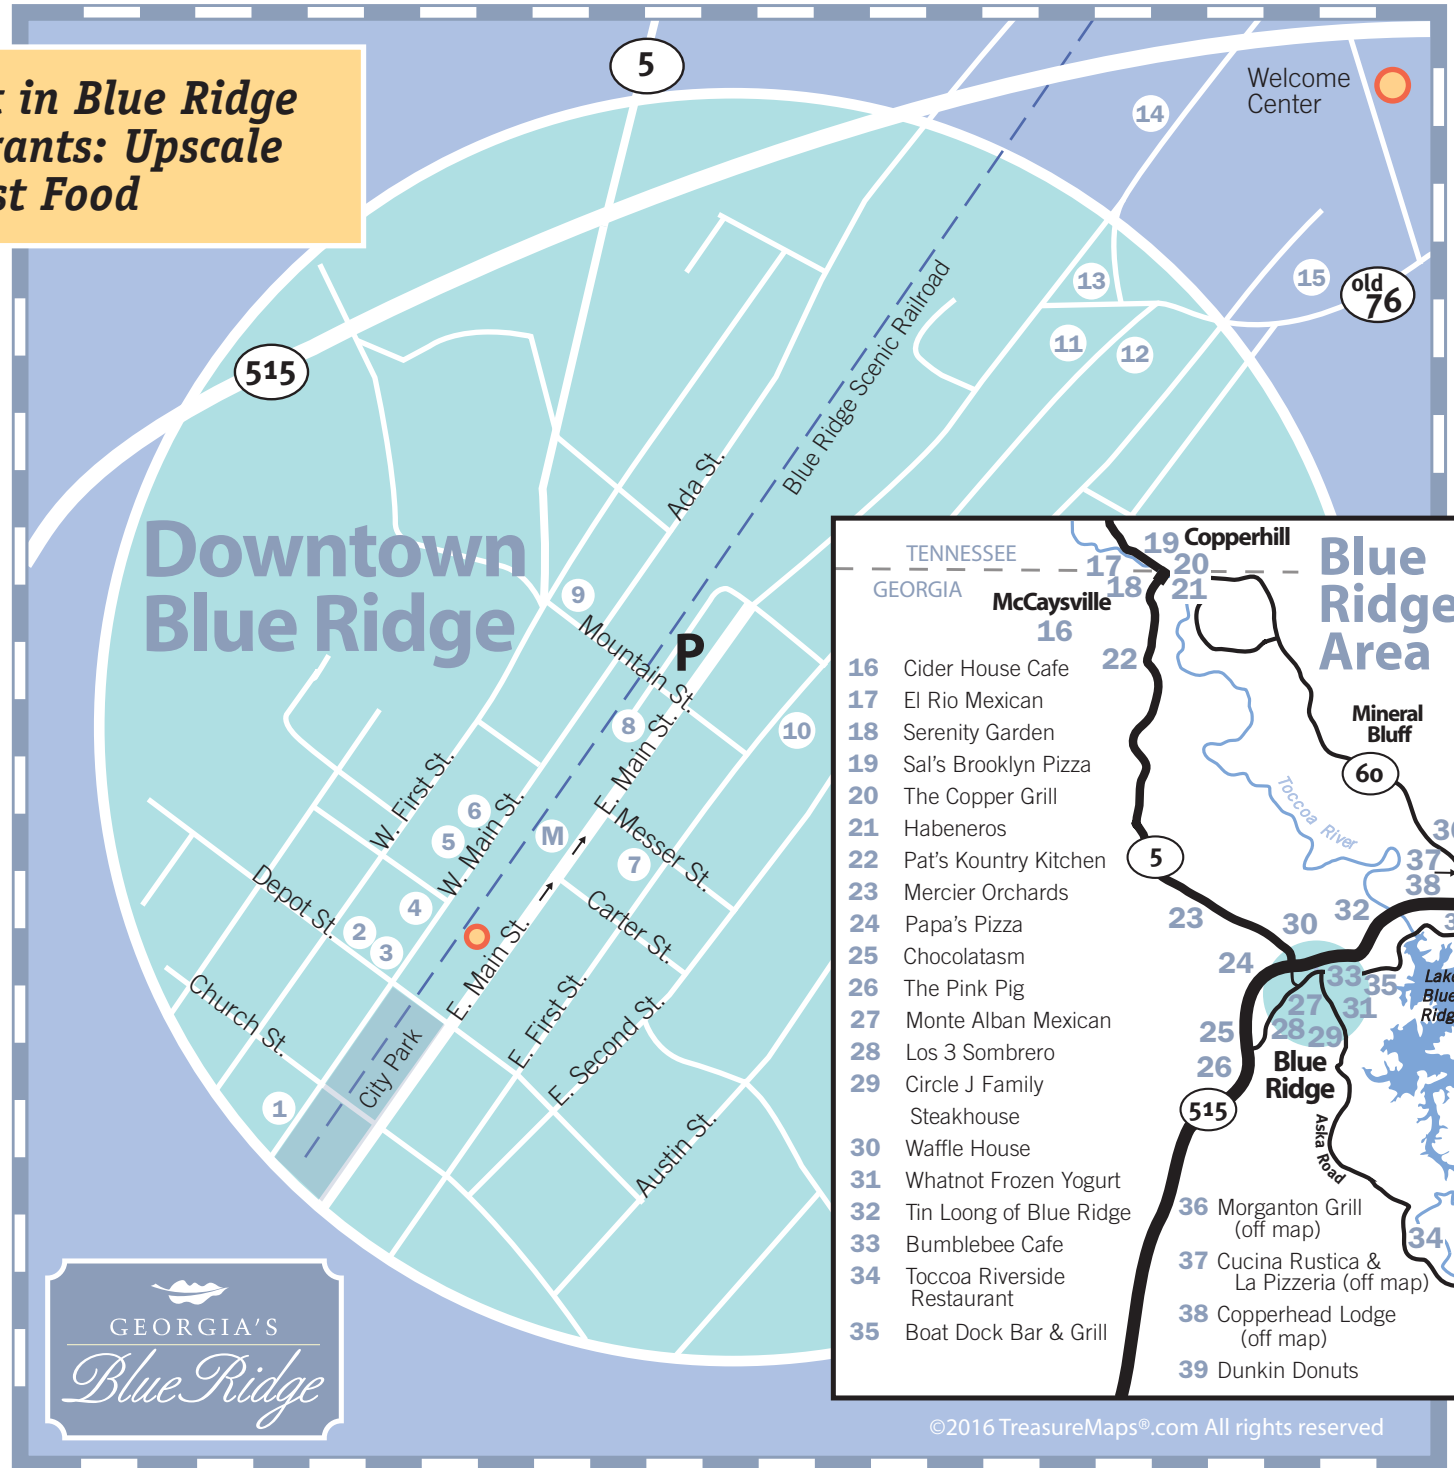 in Blue Ridge
Upscale
Food
5
Welcome
Center
14
13
15
old
76
11
12
515
Blue Ridge Scenic Railroad
Ada St.
Downtown
Blue Ridge
9
Mountain St.
P
8
10
E. Main St.
W. First St.
6
5
W. Main St.
M
E. Messer St.
7
4
Depot St.
2
3
Carter St.
E. Main St.
Church St.
City Park
E. First St.
E. Second St.
1
Austin St.
GEORGIA'S
Blue Ridge
TENNESSEE
GEORGIA
19
Copperhill
17
20
18
21
McCaysville
16
22
Blue
Ridge
Area
Mineral
Bluff
60
Toccoa River
5
37
38
23
30
32
24
33
35
27
31
25
28
29
26
Blue
Ridge
Lake
Blue
515
Aska Road
34
16 Cider House Cafe
17 El Rio Mexican
18 Serenity Garden
19 Sal's Brooklyn Pizza
20 The Copper Grill
21 Habeneros
22 Pat's Kountry Kitchen
23 Mercier Orchards
24 Papa's Pizza
25 Chocolatasm
26 The Pink Pig
27 Monte Alban Mexican
28 Los 3 Sombrero
29 Circle J Family
Steakhouse
30 Waffle House
31 Whatnot Frozen Yogurt
32 Tin Loong of Blue Ridge
33 Bumblebee Cafe
34 Toccoa Riverside
Restaurant
35 Boat Dock Bar & Grill
36 Morganton Grill
(off map)
37 Cucina Rustica &
La Pizzeria (off map)
38 Copperhead Lodge
(off map)
39 Dunkin Donuts
©2016 TreasureMaps®.com All rights reserved